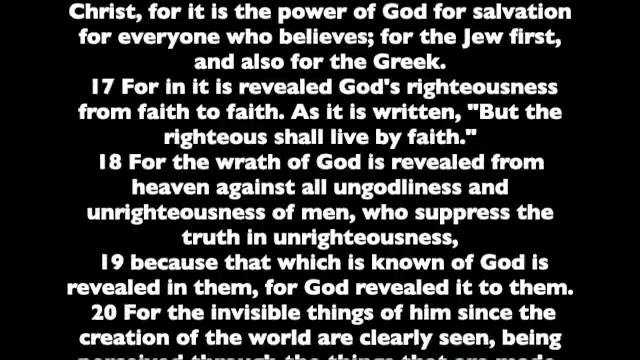 Christ, for it is the power of God for salvation
for everyone who believes; for the Jew first,
and also for the Greek.
17 For in it is revealed God's righteousness
from faith to faith. As it is written, "But the
righteous shall live by faith."
18 For the wrath of God is revealed from
heaven against all ungodliness and
unrighteousness of men, who suppress the
truth in unrighteousness,
19 because that which is known of God is
revealed in them, for God revealed it to them.
20 For the invisible things of him since the
creation of the world are clearly seen, being
perceived through the things that are made